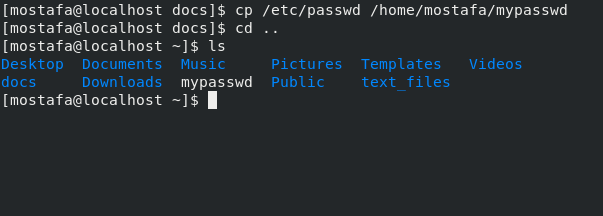 [mostafa@localhost docs]$ cp /etc/passwd /home/mostafa/mypasswd
[mostafa@localhost docs]$ cd ..
[mostafa@localhost ~]$ ls
Desktop  Documents  Music     Pictures  Templates   Videos
docs     Downloads  mypasswd  Public    text_files
[mostafa@localhost ~]$